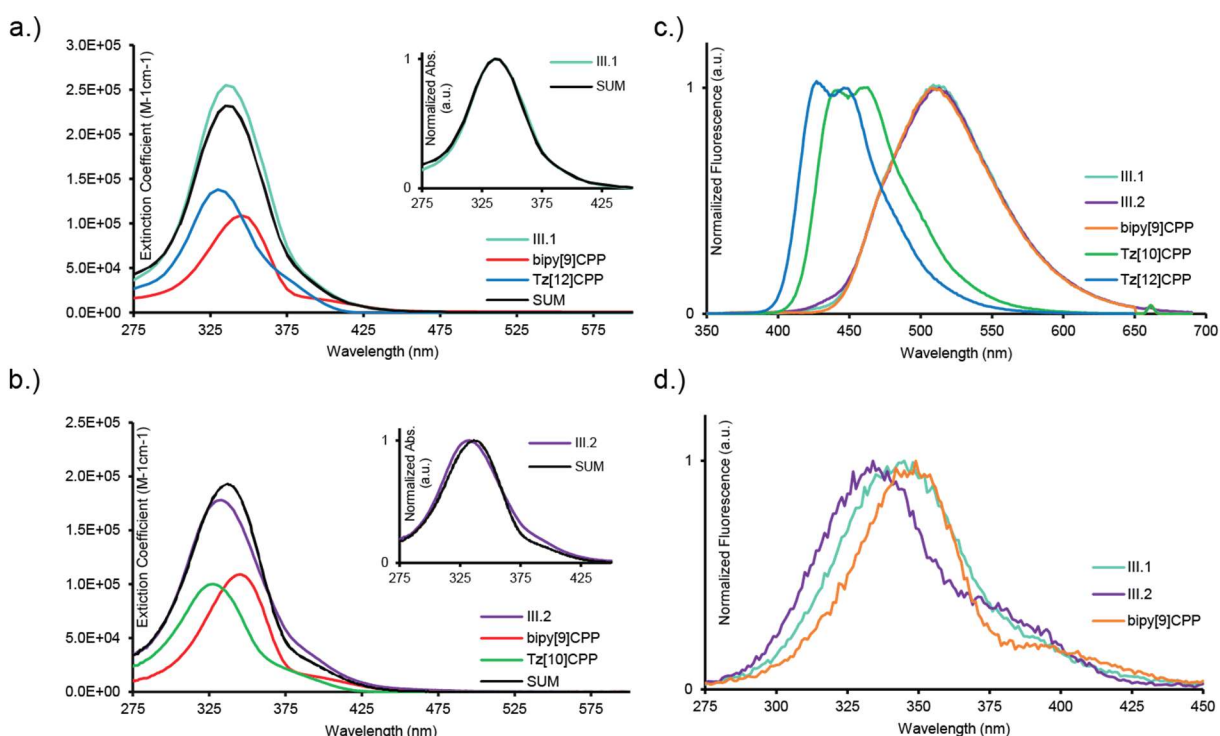 a.)
Extinction Coefficient (M-1cm-1)
3.0E+05
2.5E+05
2.0E+05
1.5E+05
1.0E+05
5.0E+04
0.0E+00
275 325 375 425 475 525 575
Wavelength (nm)
Normalized Abs.
(a.u.)
1
0
275 325 375 425
III.1
SUM
III.1
bipy[9]CPP
Tz[12]CPP
SUM
c.)
Normailized Fluorescence (a.u.)
1
0
350 400 450 500 550 600 650 700
Wavelength (nm)
III.1
III.2
bipy[9]CPP
Tz[10]CPP
Tz[12]CPP
b.)
Extiction Coefficient (M-1cm-1)
2.5E+05
2.0E+05
1.5E+05
1.0E+05
5.0E+04
0.0E+00
275 325 375 425 475 525 575
Wavelength (nm)
Normalized Abs.
(a.u.)
1
0
275 325 375 425
III.2
SUM
III.2
bipy[9]CPP
Tz[10]CPP
SUM
d.)
Normalized Fluorescence (a.u.)
1
0
275 300 325 350 375 400 425 450
Wavelength (nm)
III.1
III.2
bipy[9]CPP